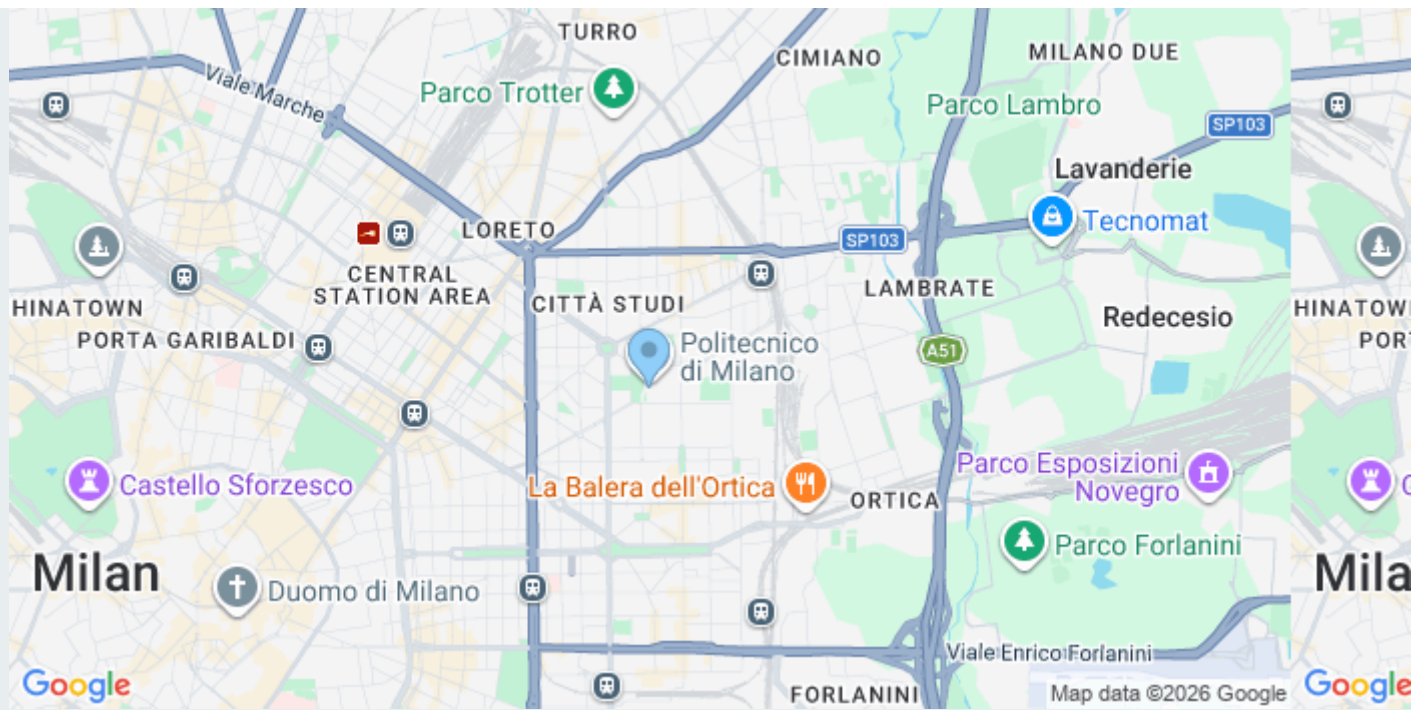 TURRO
CIMIANO
MILANO DUE
Viale Marche
Parco Trotter
Parco Lambro
SP103
Lavanderie
Tecnomat
LORETO
SP103
CENTRAL
STATION AREA
CITTÀ STUDI
LAMBRATE
HINATOWN
Redecesio
HINATOW
PORTA GARIBALDI
POR
Politecnico
di Milano
A51
Castello Sforzesco
La Balera dell'Ortica
ORTICA
Parco Esposizioni
Novegro
C
Parco Forlanini
Milan
Mila
Duomo di Milano
Viale Enrico Forlanini
Google
FORLANINI
Map data ©2026 Google
Google